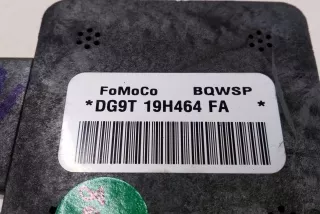 FoMoCo BQWSP
*DG9T 19H464 FA *